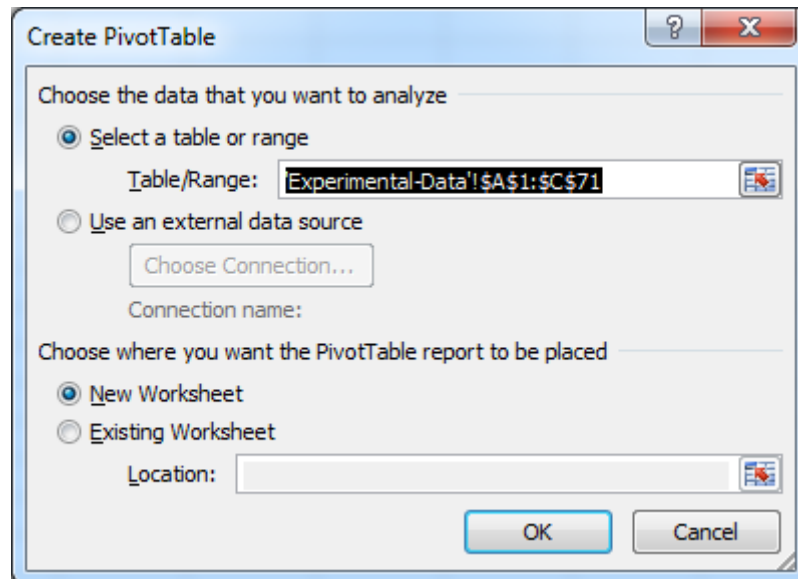 Create PivotTable
Choose the data that you want to analyze
Select a table or range
Table/Range: 'Experimental-Data'!$A$1:$C$71
Use an external data source
Choose Connection...
Connection name:
Choose where you want the PivotTable report to be placed
New Worksheet
Existing Worksheet
Location:
OK Cancel